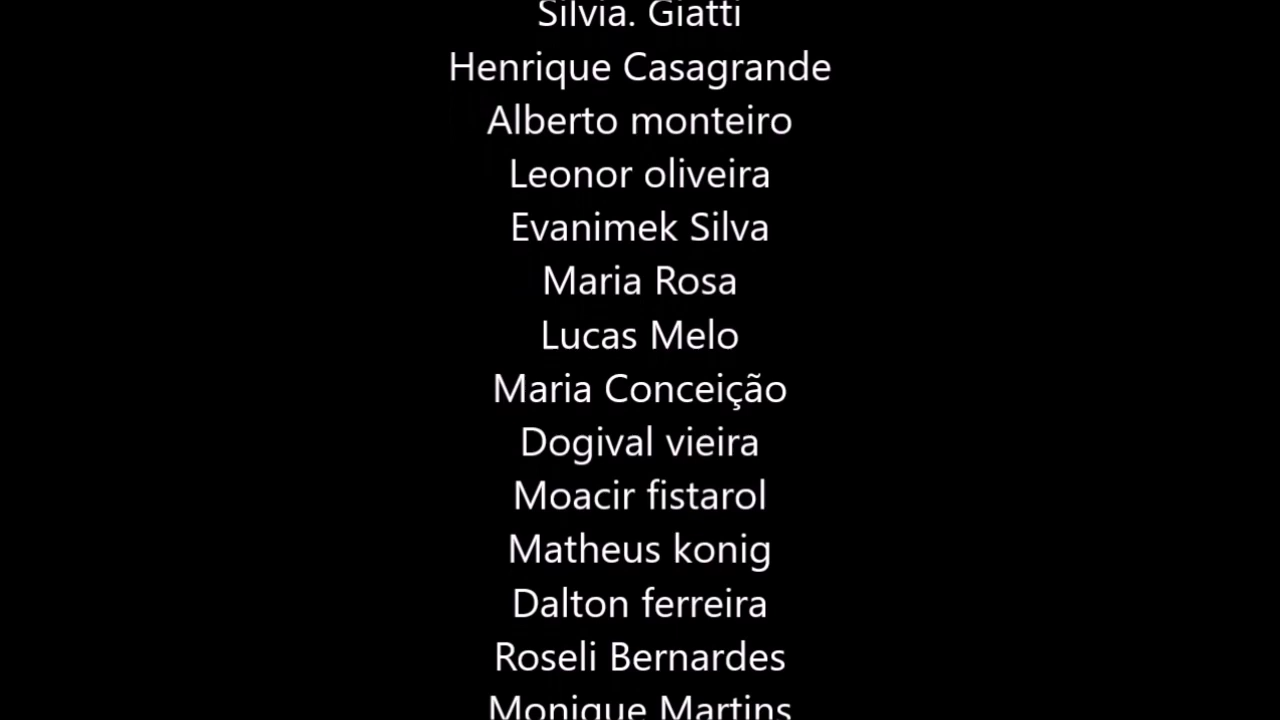 Silvia. Giatti
Henrique Casagrande
Alberto monteiro
Leonor oliveira
Evanimek Silva
Maria Rosa
Lucas Melo
Maria Conceição
Dogival vieira
Moacir fistarol
Matheus konig
Dalton ferreira
Roseli Bernardes
Monique Martins